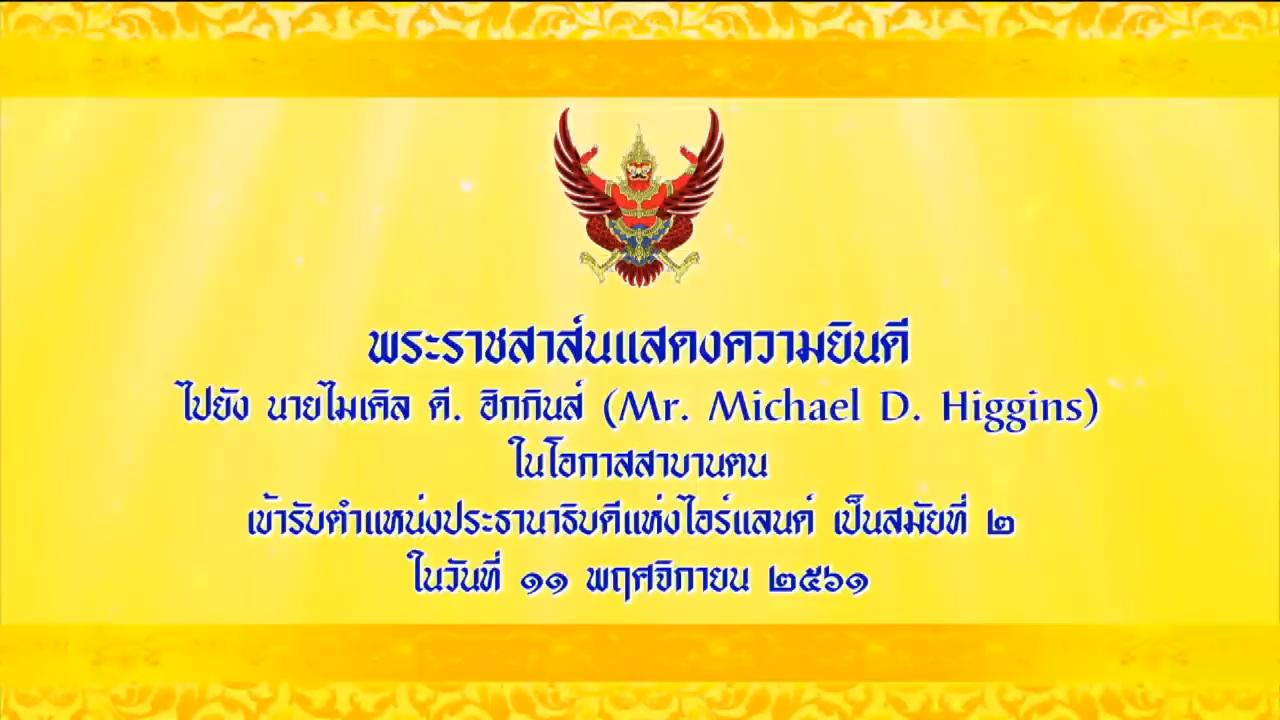 พระราชสาส์นแสดงความยินดี
ไปยัง นายไมเคิล ดี. ฮิกกินส์ (Mr. Michael D. Higgins)
ในโอกาสสาบานตน
เข้ารับตำแหน่งประธานาธิบดีแห่งไอร์แลนด์ เป็นสมัยที่ ๒
ในวันที่ ๑๑ พฤศจิกายน ๒๕๖๑